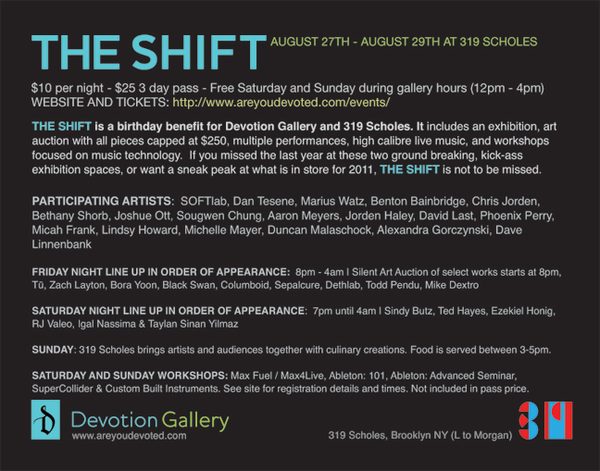 THE SHIFT AUGUST 27TH - AUGUST 29TH AT 319 SCHOLES
$10 per night - $25 3 day pass - Free Saturday and Sunday during gallery hours (12pm - 4pm)
WEBSITE AND TICKETS: http://www.areyoudevoted.com/events/
THE SHIFT is a birthday benefit for Devotion Gallery and 319 Scholes. It includes an exhibition, art
auction with all pieces capped at $250, multiple performances, high calibre live music, and workshops
focused on music technology. If you missed the last year at these two ground breaking, kick-ass
exhibition spaces, or want a sneak peak at what is in store for 2011, THE SHIFT is not to be missed.
PARTICIPATING ARTISTS: SOFTlab, Dan Tesene, Marius Watz, Benton Bainbridge, Chris Jorden,
Bethany Shorb, Joshue Ott, Sougwen Chung, Aaron Meyers, Jorden Haley, David Last, Phoenix Perry,
Micah Frank, Lindsy Howard, Michelle Mayer, Duncan Malaschock, Alexandra Gorczynski, Dave
Linnenbank
FRIDAY NIGHT LINE UP IN ORDER OF APPEARANCE: 8pm - 4am I Silent Art Auction of select works starts at 8pm,
Tū, Zach Layton, Bora Yoon, Black Swan, Columboid, Sepalcure, Dethlab, Todd Pendu, Mike Dextro
SATURDAY NIGHT LINE UP IN ORDER OF APPEARANCE: 7pm until 4am I Sindy Butz, Ted Hayes, Ezekiel Honig,
RJ Valeo, Igal Nassima & Taylan Sinan Yilmaz
SUNDAY: 319 Scholes brings artists and audiences together with culinary creations. Food is served between 3-5pm.
SATURDAY AND SUNDAY WORKSHOPS: Max Fuel / Max4Live, Ableton: 101, Ableton: Advanced Seminar,
SuperCollider & Custom Built Instruments. See site for registration details and times. Not included in pass price.
d Devotion Gallery
www.areyoudevoted.com
319 Scholes, Brooklyn NY (L to Morgan)
319